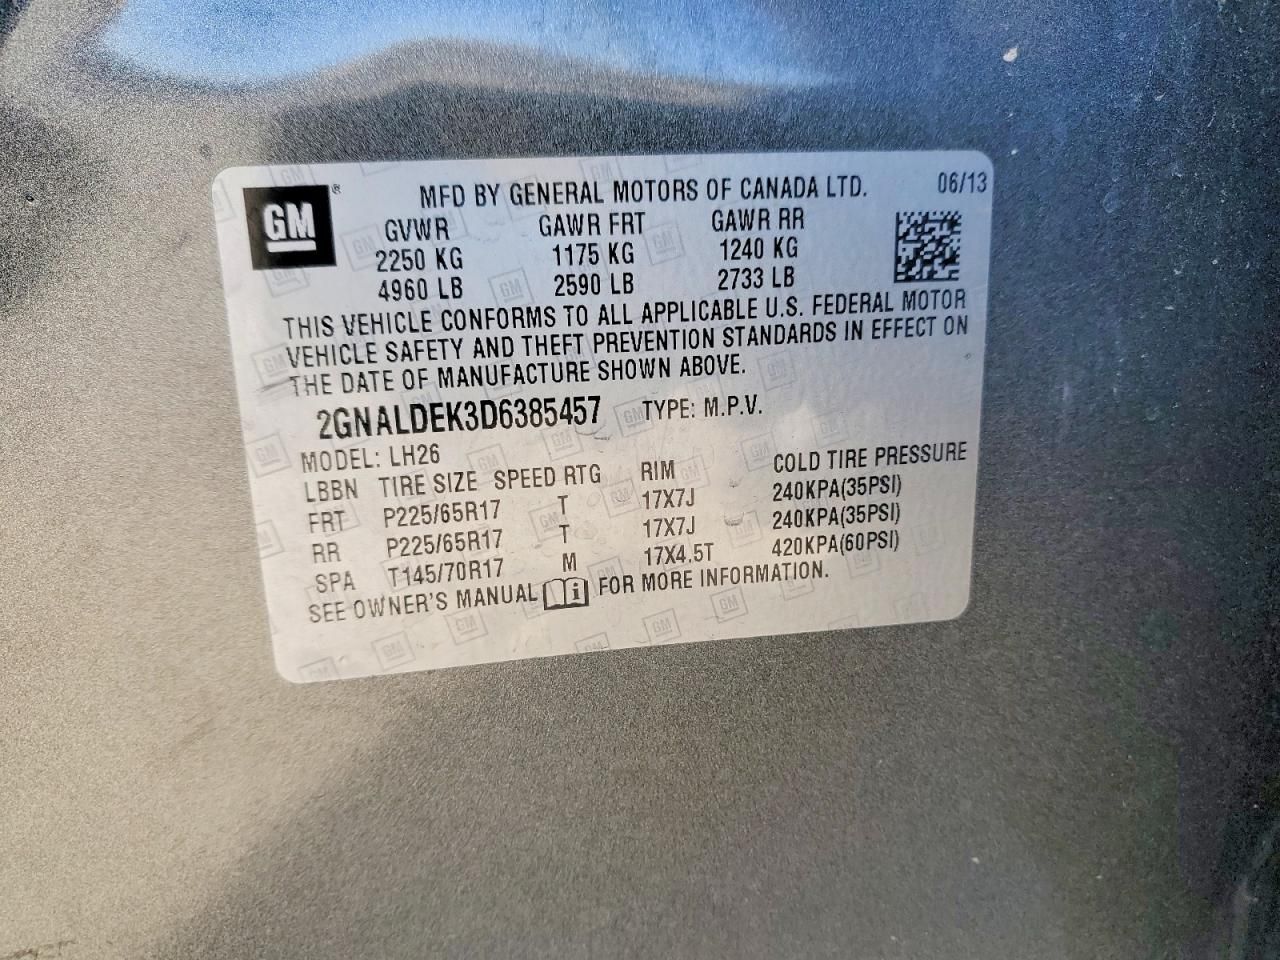 GM ® MFD BY GENERAL MOTORS OF CANADA LTD. 06/13
GVWR GAWR FRT GAWR RR
2250 KG 1175 KG 1240 KG
4960 LB 2590 LB 2733 LB
THIS VEHICLE CONFORMS TO ALL APPLICABLE U.S. FEDERAL MOTOR
VEHICLE SAFETY AND THEFT PREVENTION STANDARDS IN EFFECT ON
THE DATE OF MANUFACTURE SHOWN ABOVE.
2GNALDEK3D6385457 TYPE: M.P.V.
MODEL: LH26
LBBN TIRE SIZE SPEED RTG RIM COLD TIRE PRESSURE
FRT P225/65R17 T 17X7J 240KPA(35PSI)
RR P225/65R17 T 17X7J 240KPA(35PSI)
SPA T145/70R17 M 17X4.5T 420KPA(60PSI)
SEE OWNER'S MANUAL i FOR MORE INFORMATION.